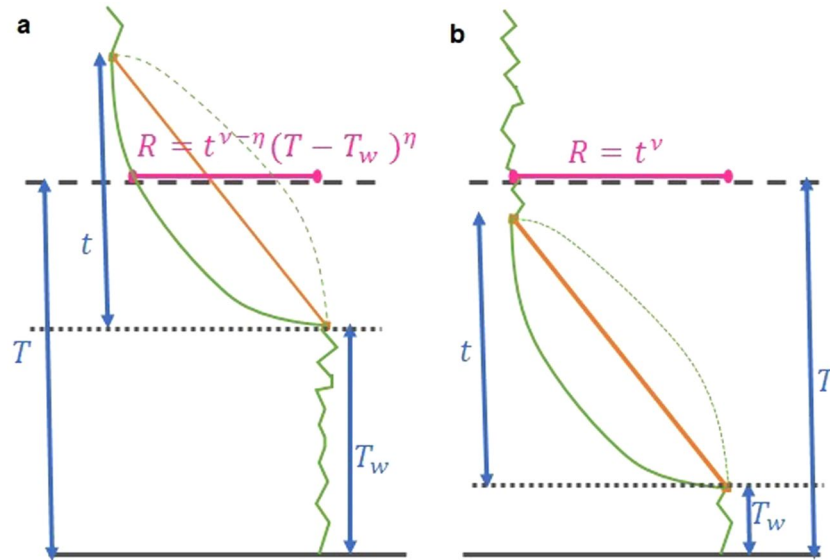 a
R = t^{ν−η}(T − T_w)^η
t
T
T_w
b
R = t^ν
t
T
T_w